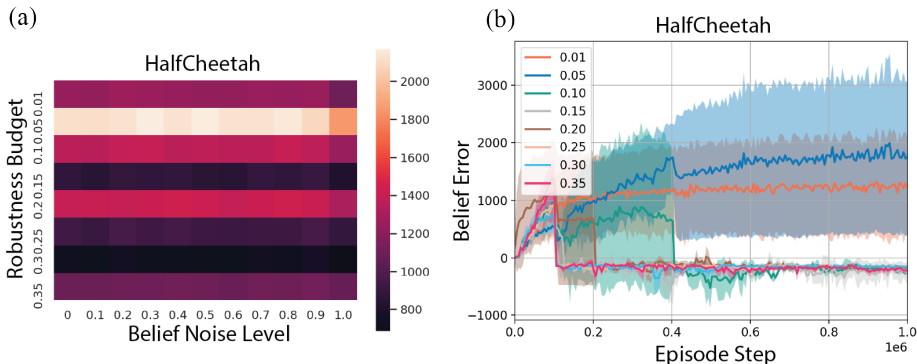 (a)
HalfCheetah
Robustness Budget
0.01
0.05
0.10
0.15
0.20
0.25
0.30
0.35
0 0.1 0.2 0.3 0.4 0.5 0.6 0.7 0.8 0.9 1.0
Belief Noise Level
2000
1800
1600
1400
1200
1000
800
(b)
HalfCheetah
Belief Error
3000
2000
1000
0
−1000
0.01
0.05
0.10
0.15
0.20
0.25
0.30
0.35
0.0 0.2 0.4 0.6 0.8 1.0
1e6
Episode Step